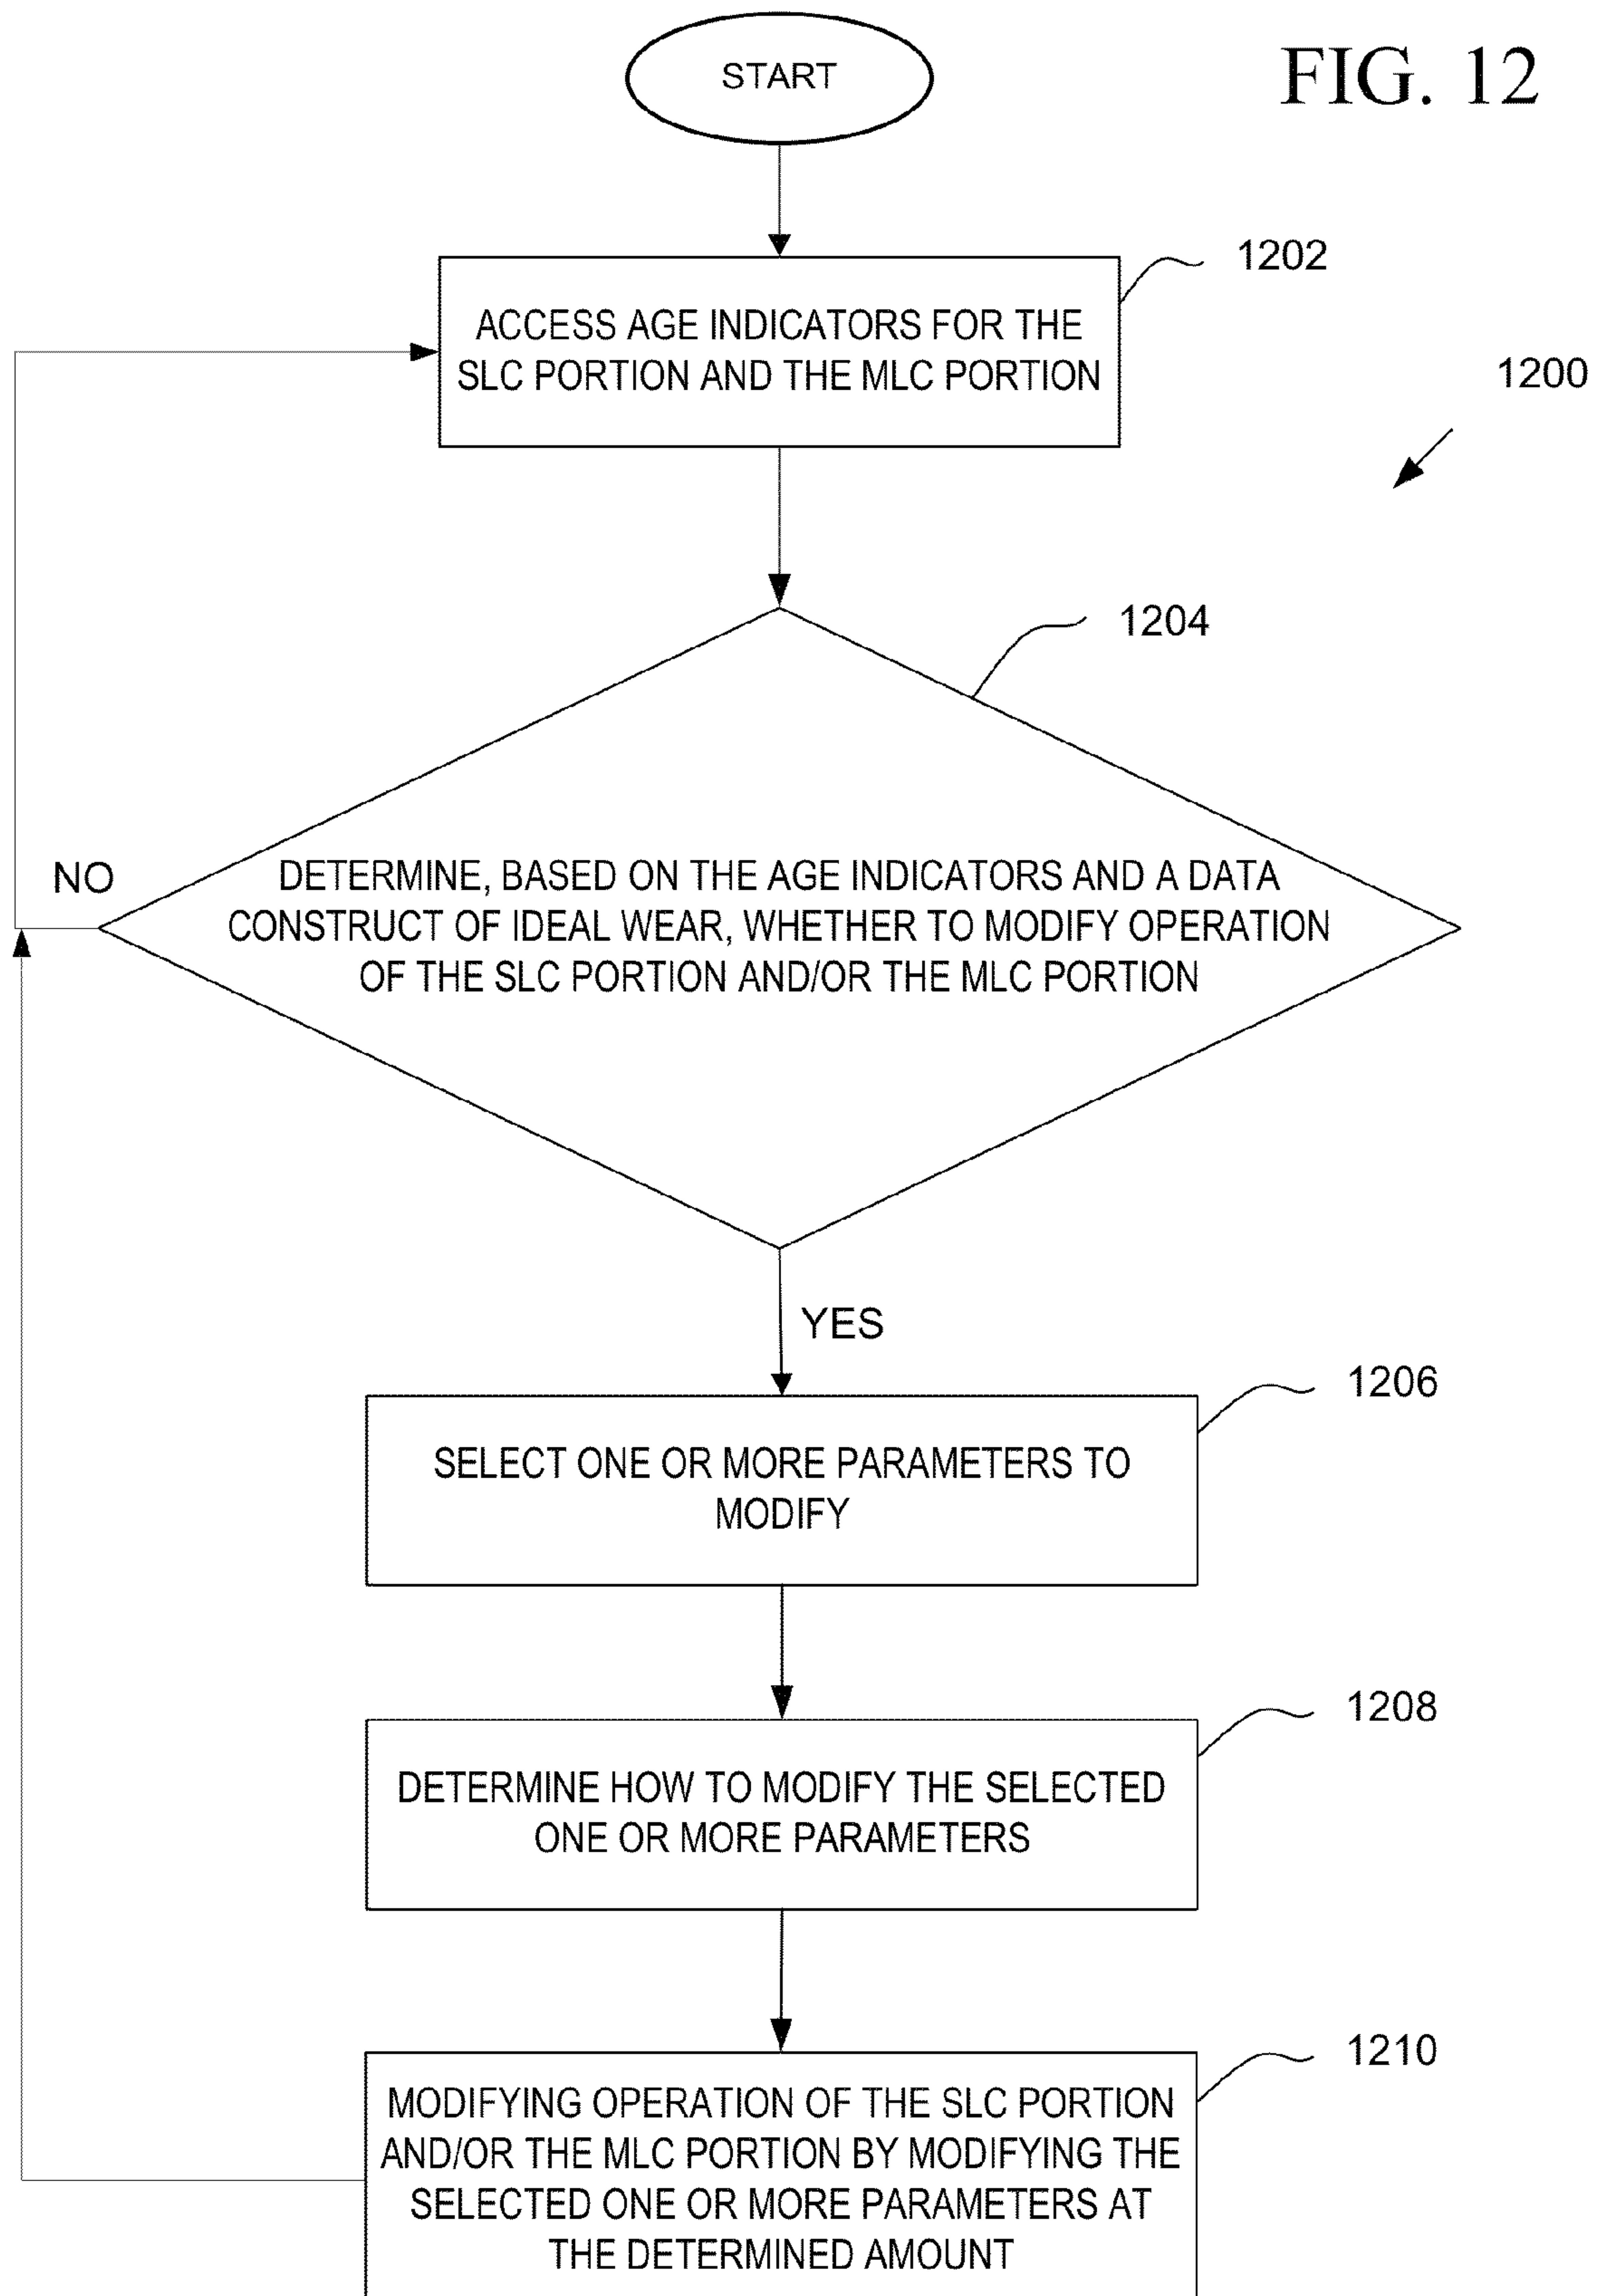 START
FIG. 12
1202
ACCESS AGE INDICATORS FOR THE
SLC PORTION AND THE MLC PORTION
1200
1204
NO
DETERMINE, BASED ON THE AGE INDICATORS AND A DATA
CONSTRUCT OF IDEAL WEAR, WHETHER TO MODIFY OPERATION
OF THE SLC PORTION AND/OR THE MLC PORTION
YES
1206
SELECT ONE OR MORE PARAMETERS TO
MODIFY
1208
DETERMINE HOW TO MODIFY THE SELECTED
ONE OR MORE PARAMETERS
1210
MODIFYING OPERATION OF THE SLC PORTION
AND/OR THE MLC PORTION BY MODIFYING THE
SELECTED ONE OR MORE PARAMETERS AT
THE DETERMINED AMOUNT